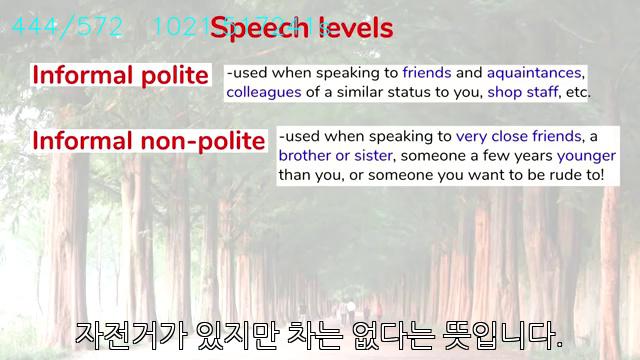 444/572
Speech levels
Informal polite
-used when speaking to friends and aquaintances,
colleagues of a similar status to you, shop staff, etc.
Informal non-polite
-used when speaking to very close friends, a
brother or sister, someone a few years younger
than you, or someone you want to be rude to!
자전거가 있지만 차는 없다는 뜻입니다.